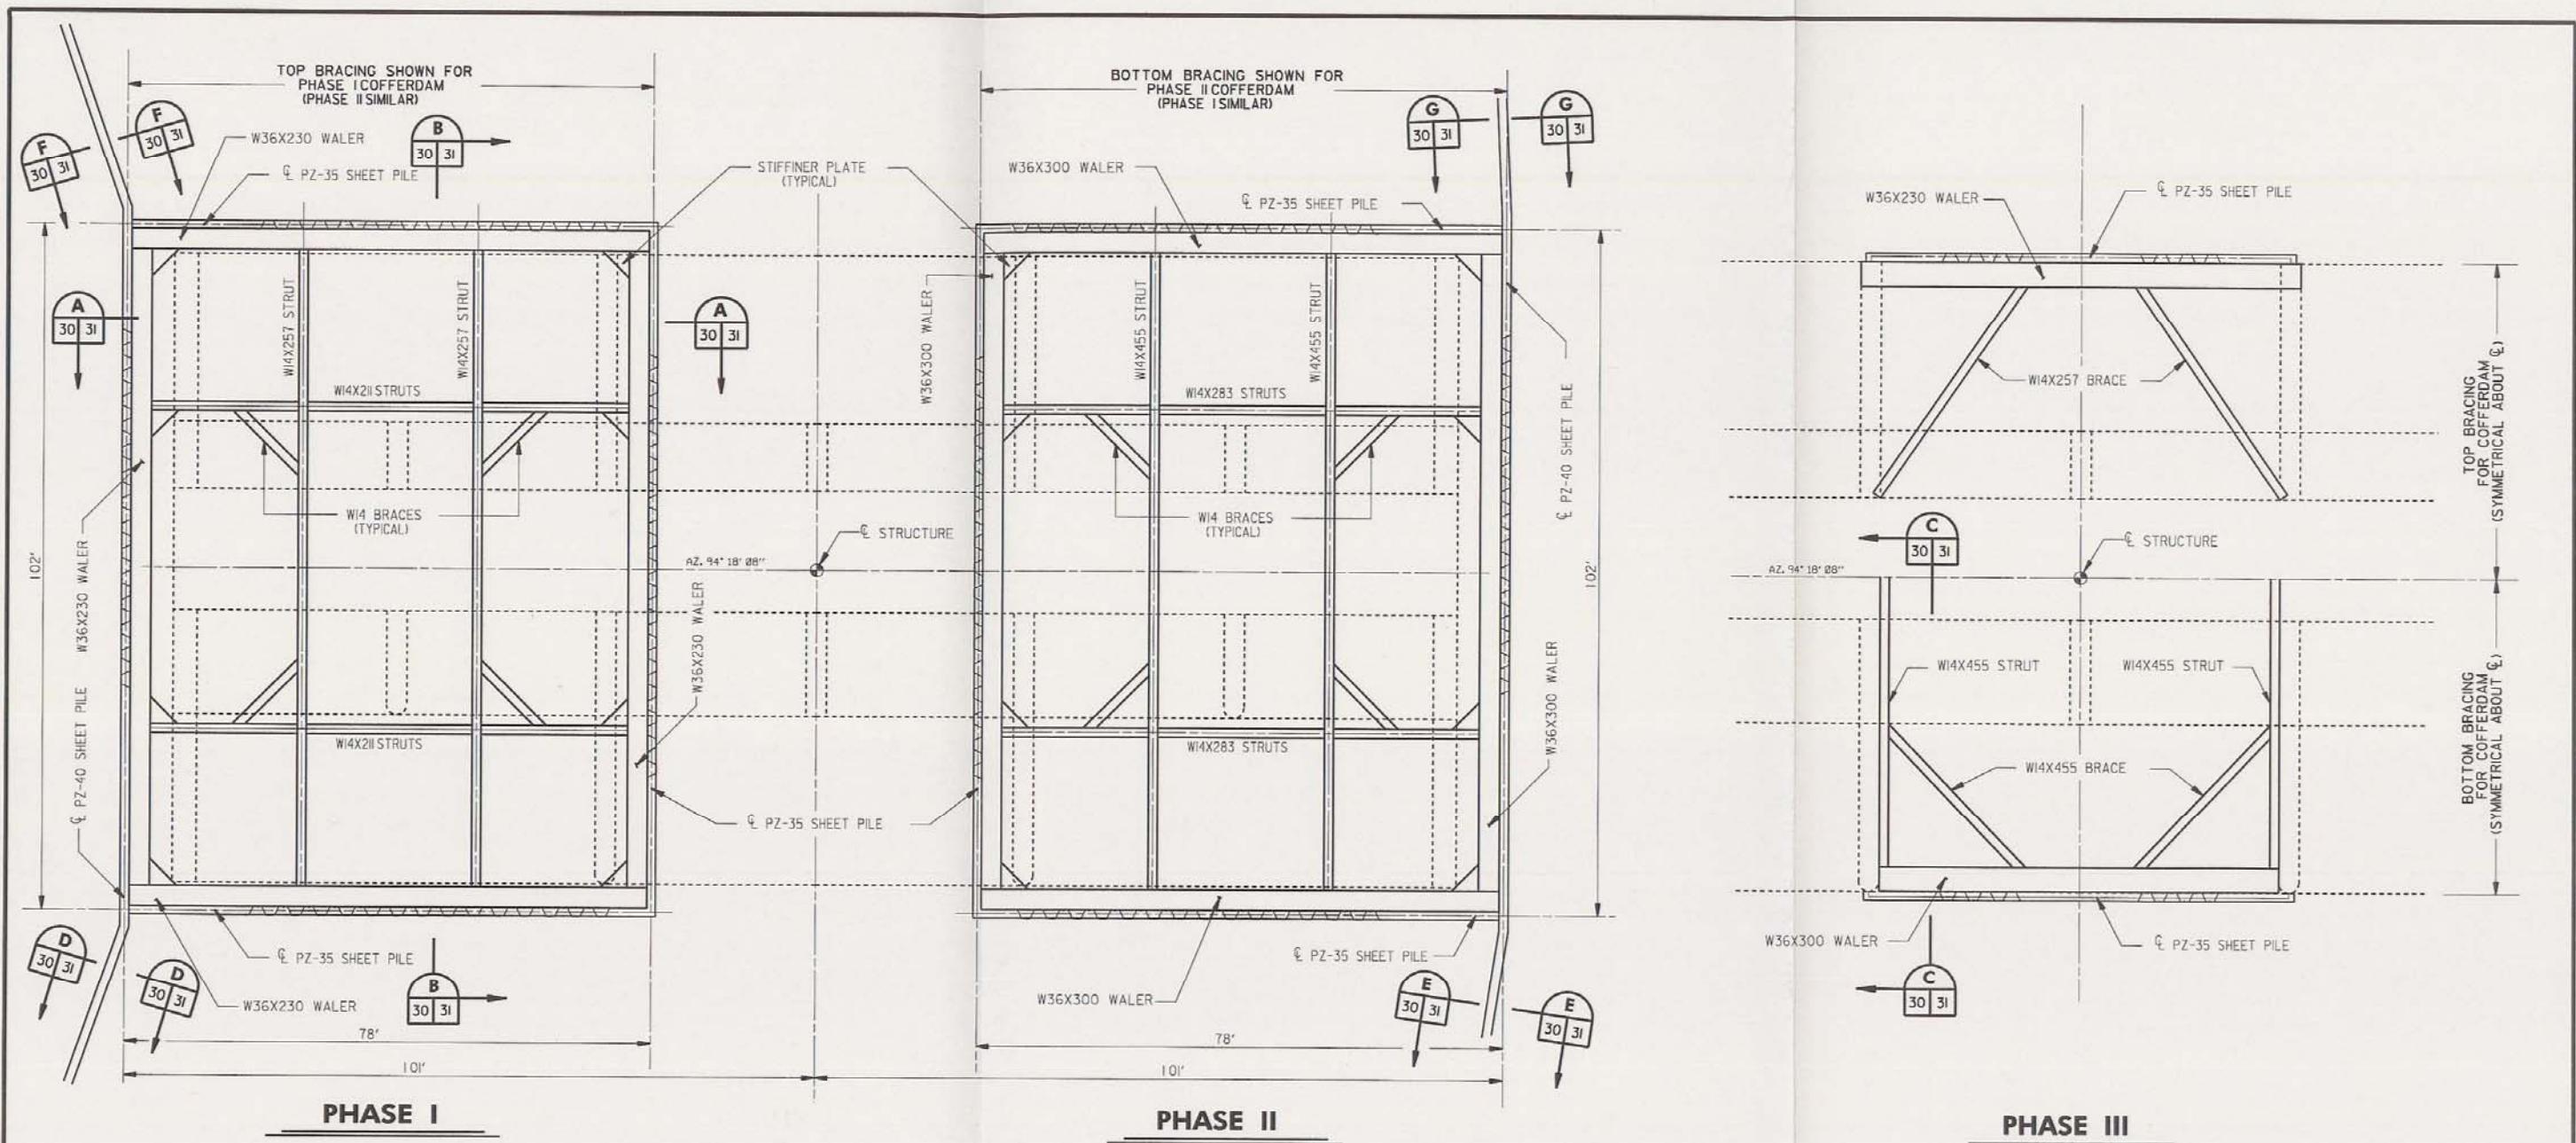 TOP BRACING SHOWN FOR
PHASE I COFFERDAM
(PHASE II SIMILAR)
F
30 31
F
30 31
W36X230 WALER
B
30 31
℄ PZ-35 SHEET PILE
STIFFINER PLATE
(TYPICAL)
A
30 31
A
30 31
W14X257 STRUT
W14X257 STRUT
W14X211 STRUTS
W14 BRACES
(TYPICAL)
102'
W36X230 WALER
℄ PZ-40 SHEET PILE
AZ. 94° 18' 08"
℄ STRUCTURE
W36X230 WALER
W14X211 STRUTS
℄ PZ-35 SHEET PILE
D
30 31
D
30 31
℄ PZ-35 SHEET PILE
W36X230 WALER
B
30 31
78'
101'
PHASE I
BOTTOM BRACING SHOWN FOR
PHASE II COFFERDAM
(PHASE I SIMILAR)
G
30 31
G
30 31
W36X300 WALER
℄ PZ-35 SHEET PILE
W36X300 WALER
W14X455 STRUT
W14X455 STRUT
W14X283 STRUTS
℄ PZ-40 SHEET PILE
W14 BRACES
(TYPICAL)
102'
W36X300 WALER
W14X283 STRUTS
℄ PZ-35 SHEET PILE
W36X300 WALER
E
30 31
E
30 31
78'
101'
PHASE II
W36X230 WALER
℄ PZ-35 SHEET PILE
W14X257 BRACE
TOP BRACING
FOR COFFERDAM
(SYMMETRICAL ABOUT ℄)
C
30 31
℄ STRUCTURE
AZ. 94° 18' 08"
W14X455 STRUT
W14X455 STRUT
W14X455 BRACE
BOTTOM BRACING
FOR COFFERDAM
(SYMMETRICAL ABOUT ℄)
W36X300 WALER
℄ PZ-35 SHEET PILE
C
30 31
PHASE III